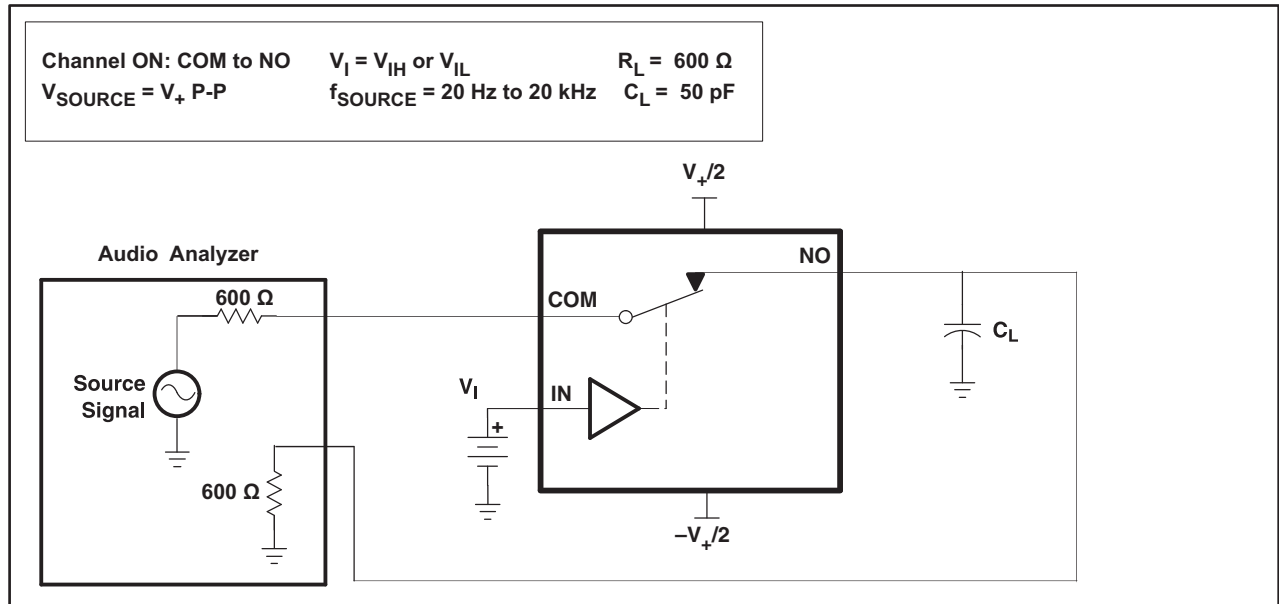 Channel ON: COM to NO V_I = V_IH or V_IL R_L = 600 Ω
V_SOURCE = V_+ P-P f_SOURCE = 20 Hz to 20 kHz C_L = 50 pF
V_+/2
Audio Analyzer
NO
600 Ω
COM
C_L
Source
Signal
V_I
IN
+
600 Ω
–V_+/2